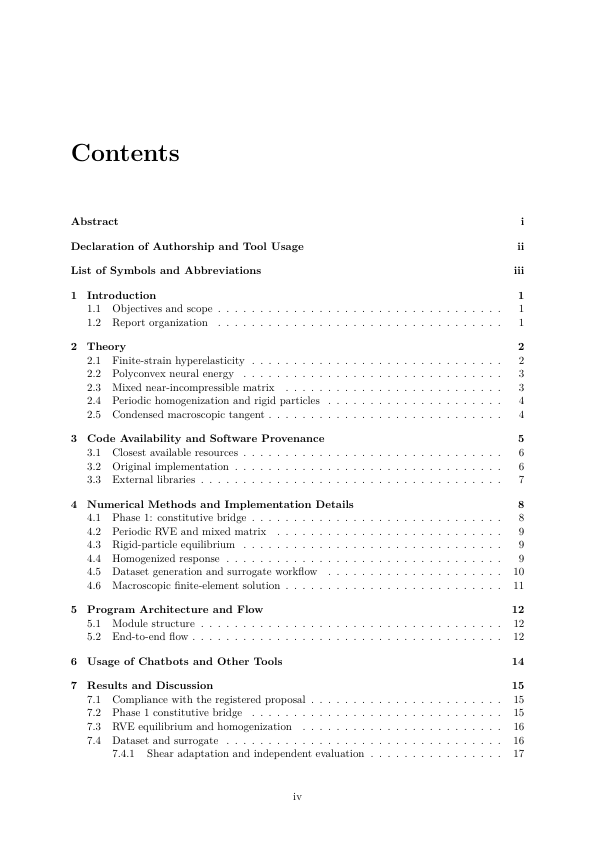 Contents
Abstract i
Declaration of Authorship and Tool Usage ii
List of Symbols and Abbreviations iii
1 Introduction 1
1.1 Objectives and scope . . . . . . . . . . . . . . . . . . . . . . . . . . . . . . . . . 1
1.2 Report organization . . . . . . . . . . . . . . . . . . . . . . . . . . . . . . . . . 1
2 Theory 2
2.1 Finite-strain hyperelasticity . . . . . . . . . . . . . . . . . . . . . . . . . . . . . 2
2.2 Polyconvex neural energy . . . . . . . . . . . . . . . . . . . . . . . . . . . . . . 3
2.3 Mixed near-incompressible matrix . . . . . . . . . . . . . . . . . . . . . . . . . 3
2.4 Periodic homogenization and rigid particles . . . . . . . . . . . . . . . . . . . . 4
2.5 Condensed macroscopic tangent . . . . . . . . . . . . . . . . . . . . . . . . . . . 4
3 Code Availability and Software Provenance 5
3.1 Closest available resources . . . . . . . . . . . . . . . . . . . . . . . . . . . . . . 6
3.2 Original implementation . . . . . . . . . . . . . . . . . . . . . . . . . . . . . . . 6
3.3 External libraries . . . . . . . . . . . . . . . . . . . . . . . . . . . . . . . . . . . 7
4 Numerical Methods and Implementation Details 8
4.1 Phase 1: constitutive bridge . . . . . . . . . . . . . . . . . . . . . . . . . . . . . 8
4.2 Periodic RVE and mixed matrix . . . . . . . . . . . . . . . . . . . . . . . . . . 9
4.3 Rigid-particle equilibrium . . . . . . . . . . . . . . . . . . . . . . . . . . . . . . 9
4.4 Homogenized response . . . . . . . . . . . . . . . . . . . . . . . . . . . . . . . . 9
4.5 Dataset generation and surrogate workflow . . . . . . . . . . . . . . . . . . . . 10
4.6 Macroscopic finite-element solution . . . . . . . . . . . . . . . . . . . . . . . . . 11
5 Program Architecture and Flow 12
5.1 Module structure . . . . . . . . . . . . . . . . . . . . . . . . . . . . . . . . . . . 12
5.2 End-to-end flow . . . . . . . . . . . . . . . . . . . . . . . . . . . . . . . . . . . . 12
6 Usage of Chatbots and Other Tools 14
7 Results and Discussion 15
7.1 Compliance with the registered proposal . . . . . . . . . . . . . . . . . . . . . . 15
7.2 Phase 1 constitutive bridge . . . . . . . . . . . . . . . . . . . . . . . . . . . . . 15
7.3 RVE equilibrium and homogenization . . . . . . . . . . . . . . . . . . . . . . . 16
7.4 Dataset and surrogate . . . . . . . . . . . . . . . . . . . . . . . . . . . . . . . . 16
7.4.1 Shear adaptation and independent evaluation . . . . . . . . . . . . . . . . 17
iv